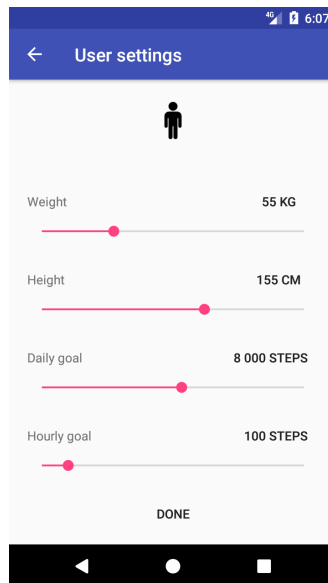 4G 6:07
User settings
Weight 55 KG
Height 155 CM
Daily goal 8 000 STEPS
Hourly goal 100 STEPS
DONE